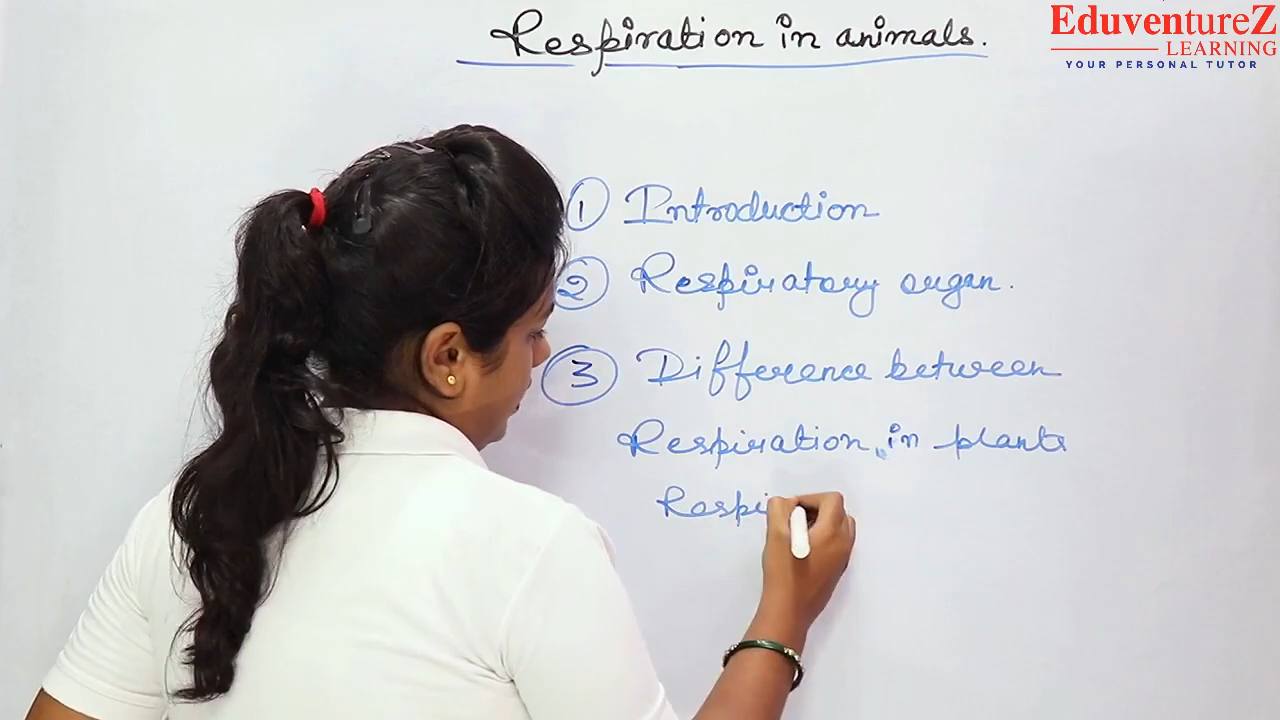 Respiration in animals.
EduventureZ
LEARNING
YOUR PERSONAL TUTOR
1 Introduction
2 Respiratory organ.
3 Difference between
Respiration in plants
Respi